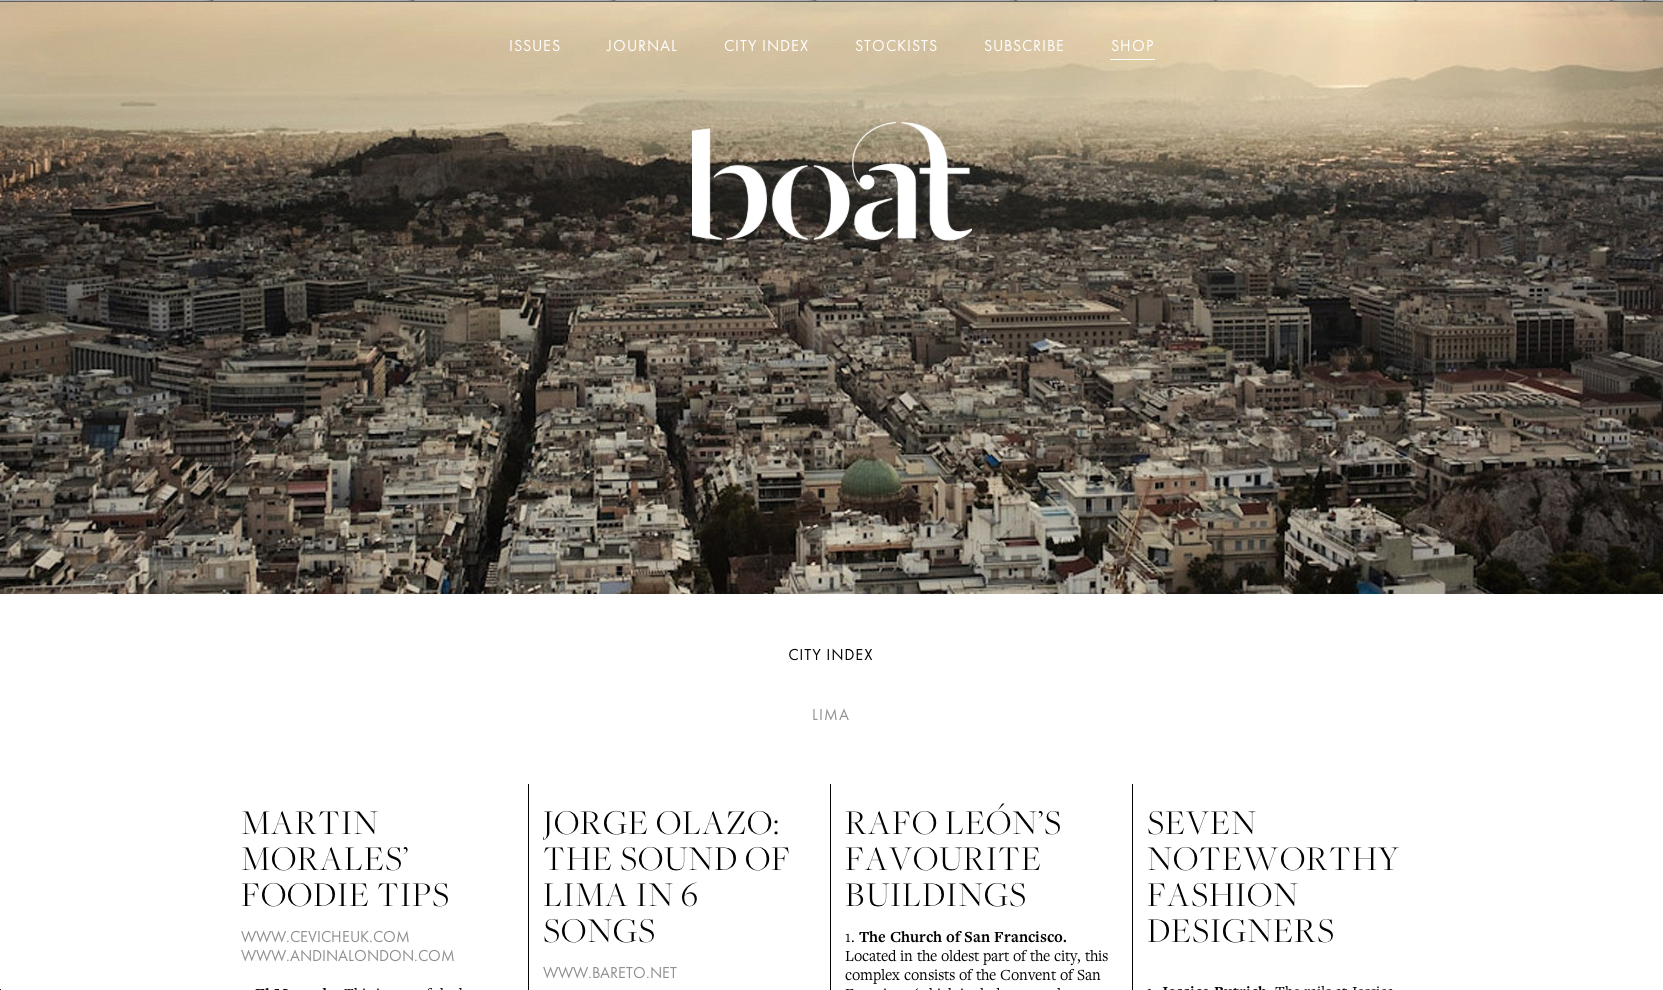 ISSUES JOURNAL CITY INDEX STOCKISTS SUBSCRIBE SHOP
boat
CITY INDEX
LIMA
MARTIN
MORALES’
FOODIE TIPS
WWW.CEVICHEUK.COM
WWW.ANDINALONDON.COM
JORGE OLAZO:
THE SOUND OF
LIMA IN 6
SONGS
WWW.BARETO.NET
RAFO LEÓN’S
FAVOURITE
BUILDINGS
1. The Church of San Francisco.
Located in the oldest part of the city, this
complex consists of the Convent of San
SEVEN
NOTEWORTHY
FASHION
DESIGNERS